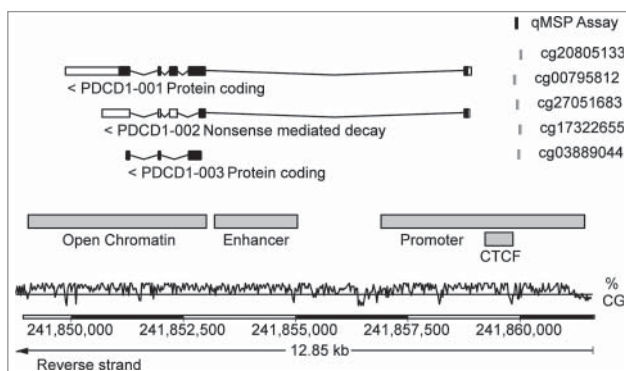 qMSP Assay
cg20805133
cg00795812
cg27051683
cg17322655
cg03889044
< PDCD1-001 Protein coding
< PDCD1-002 Nonsense mediated decay
< PDCD1-003 Protein coding
Open Chromatin
Enhancer
Promoter
CTCF
% CG
241,850,000 241,852,500 241,855,000 241,857,500 241,860,000
12.85 kb
Reverse strand